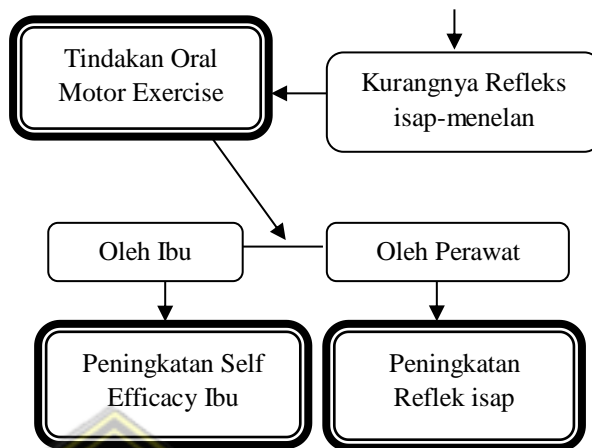 Tindakan Oral
Motor Exercise
Kurangnya Refleks
isap-menelan
Oleh Ibu
Oleh Perawat
Peningkatan Self
Efficacy Ibu
Peningkatan
Reflek isap